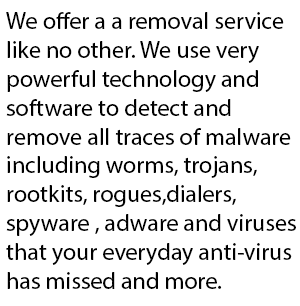 We offer a a removal service
like no other. We use very
powerful technology and
software to detect and
remove all traces of malware
including worms, trojans,
rootkits, rogues,dialers,
spyware , adware and viruses
that your everyday anti-virus
has missed and more.